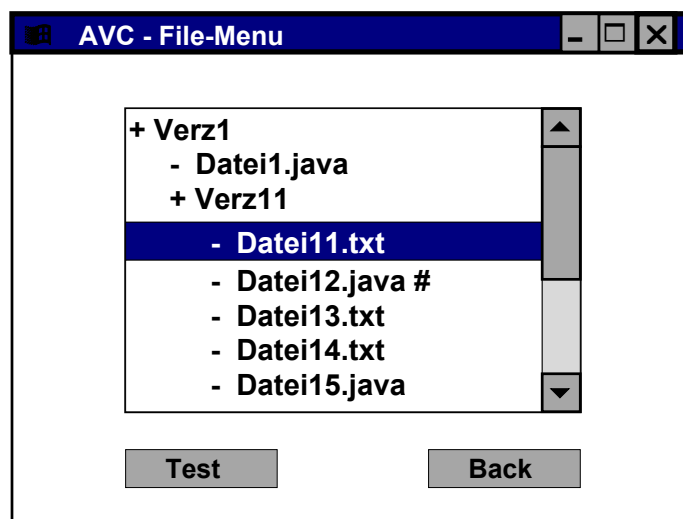 AVC - File-Menu
+ Verz1
- Datei1.java
+ Verz11
- Datei11.txt
- Datei12.java #
- Datei13.txt
- Datei14.txt
- Datei15.java
Test Back